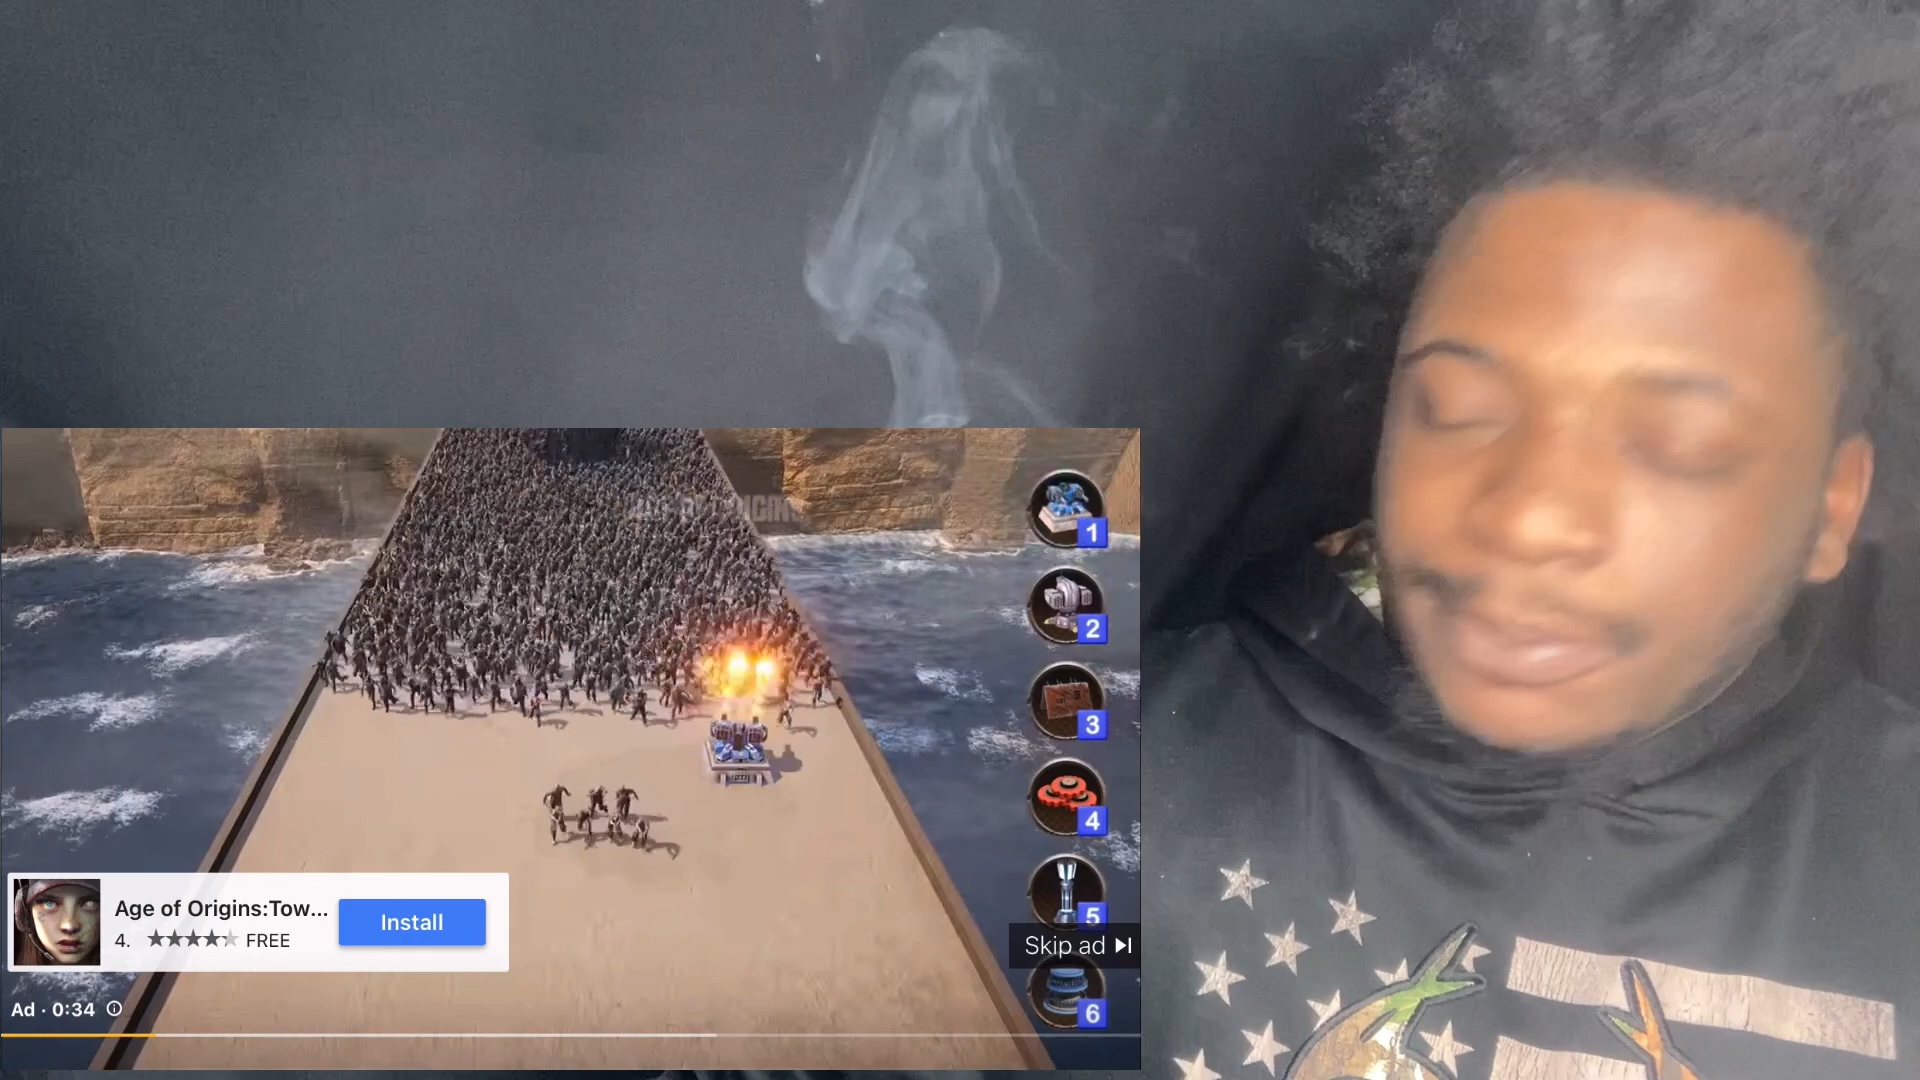 1
2
3
4
5
Skip ad
6
Age of Origins:Tow...
4.
FREE
Install
Ad · 0:34